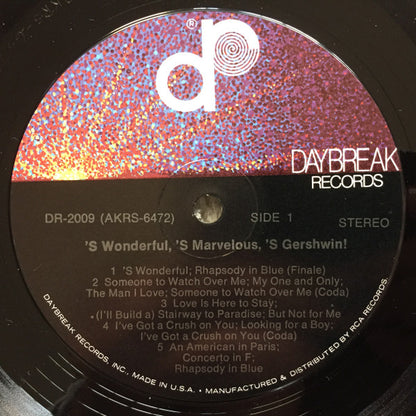 ®
dr
DAYBREAK
RECORDS
DR-2009 (AKRS-6472) SIDE 1 STEREO
'S Wonderful, 'S Marvelous, 'S Gershwin!
1 'S Wonderful; Rhapsody in Blue (Finale)
2 Someone to Watch Over Me; My One and Only;
The Man I Love; Someone to Watch Over Me (Coda)
3 Love Is Here to Stay;
(I'll Build a) Stairway to Paradise; But Not for Me
4 I've Got a Crush on You; Looking for a Boy;
I've Got a Crush on You (Coda)
5 An American in Paris;
Concerto in F;
Rhapsody in Blue
DAYBREAK RECORDS, INC., MADE IN U.S.A. • MANUFACTURED & DISTRIBUTED BY RCA RECORDS